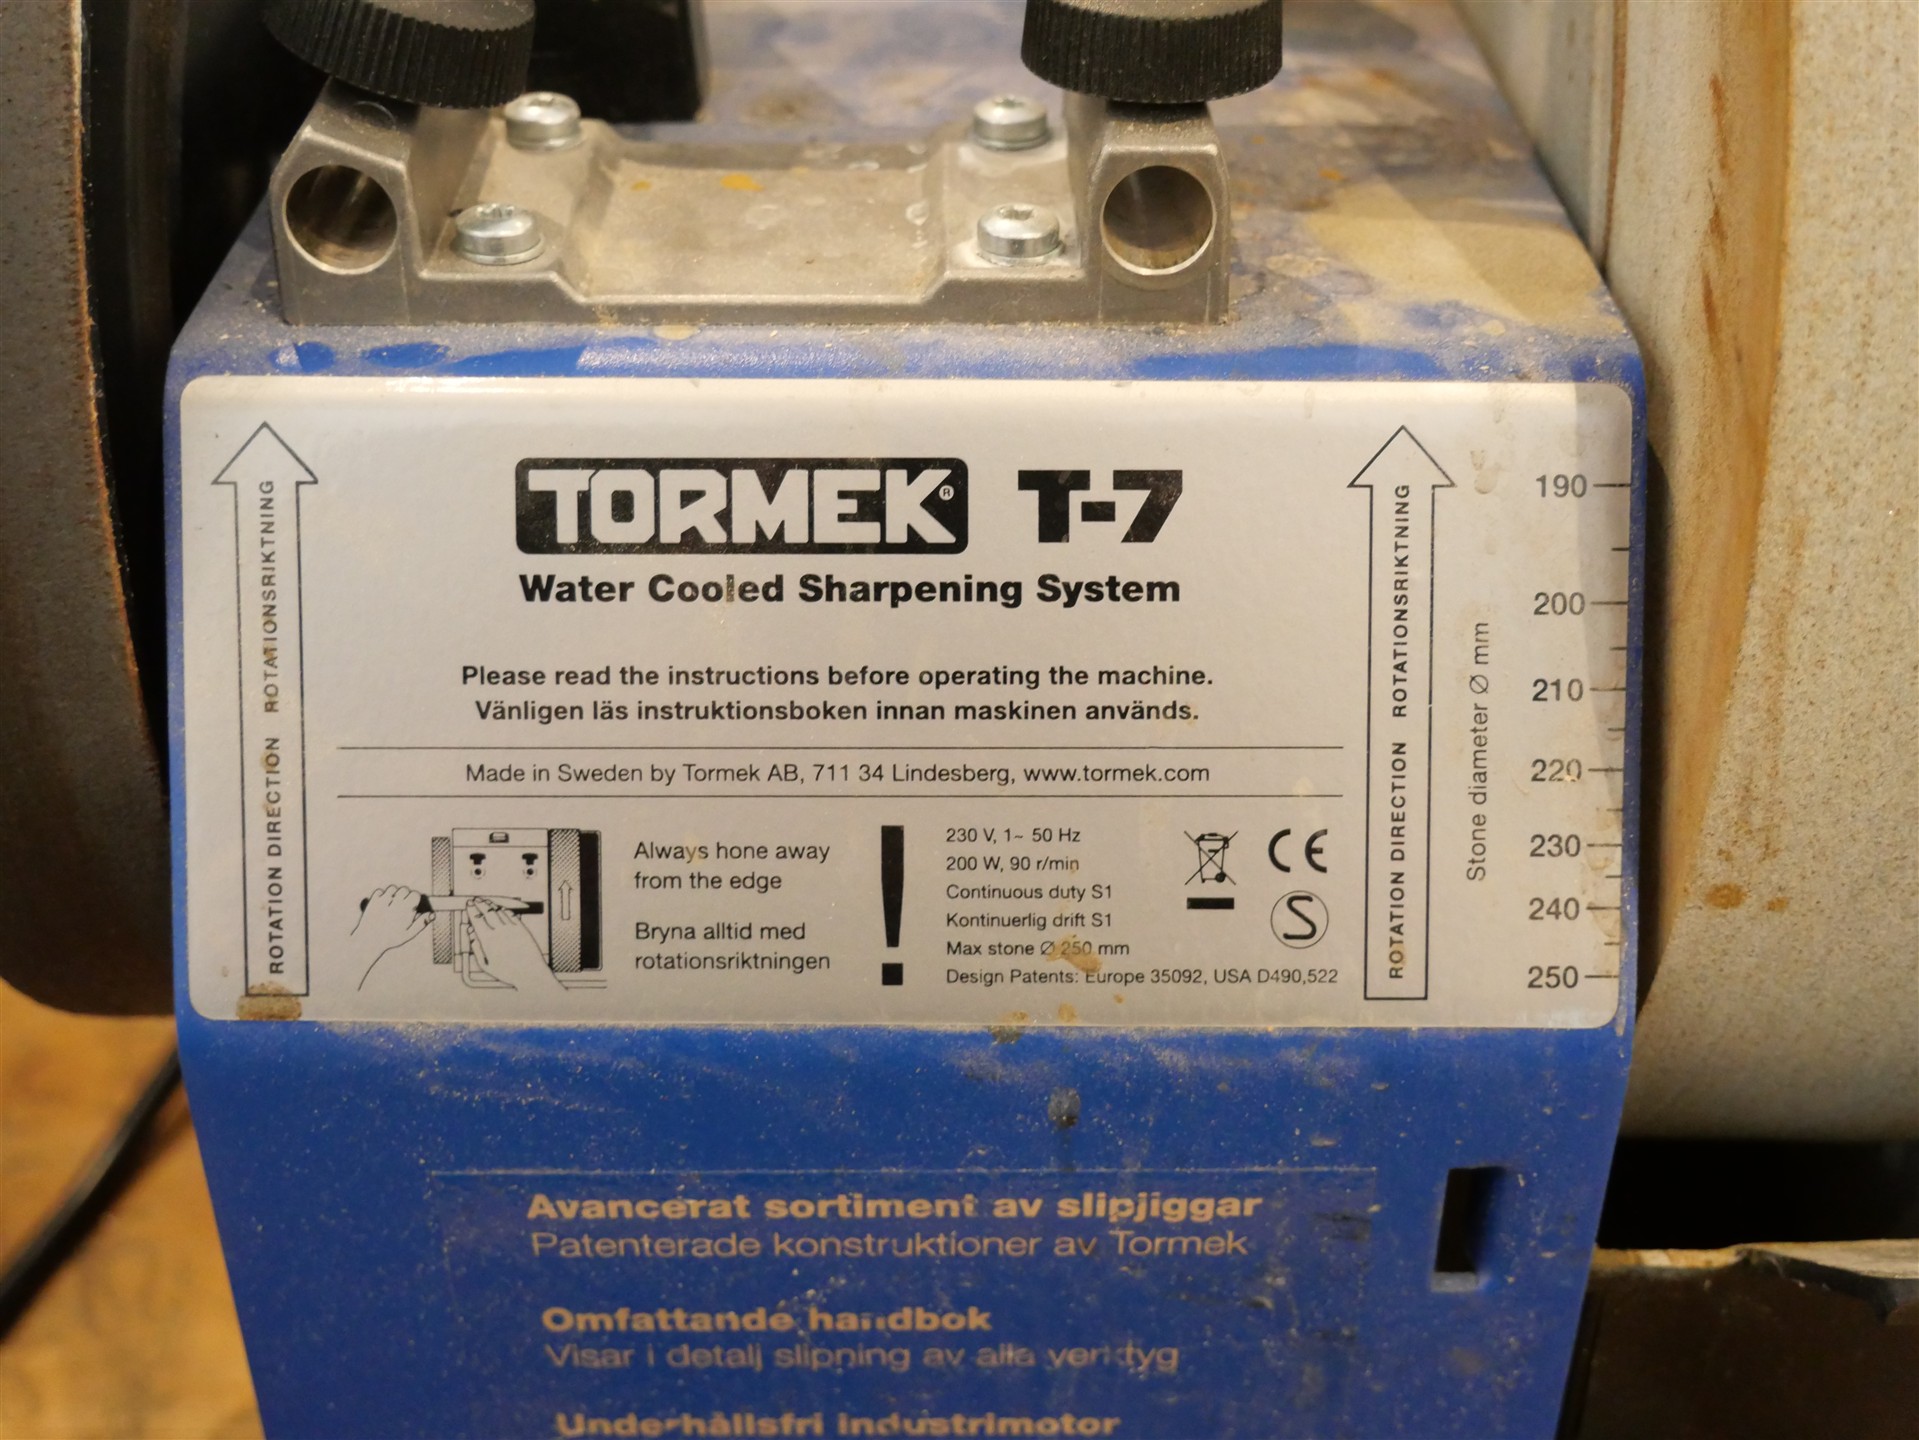 TORMEK® T-7
Water Cooled Sharpening System
Please read the instructions before operating the machine.
Vänligen läs instruktionsboken innan maskinen används.
Made in Sweden by Tormek AB, 711 34 Lindesberg, www.tormek.com
ROTATION DIRECTION ROTATIONSRIKTNING
Always hone away
from the edge
Bryna alltid med
rotationsriktningen
!
230 V, 1~ 50 Hz
200 W, 90 r/min
Continuous duty S1
Kontinuerlig drift S1
Max stone Ø 250 mm
Design Patents: Europe 35092, USA D490,522
CE
S
ROTATION DIRECTION ROTATIONSRIKTNING
Stone diameter Ø mm
190
200
210
220
230
240
250
Avancerat sortiment av slipjiggar
Patenterade konstruktioner av Tormek
Omfattande handbok
Visar i detalj slipning av alla verktyg
Underhållsfri industrimotor